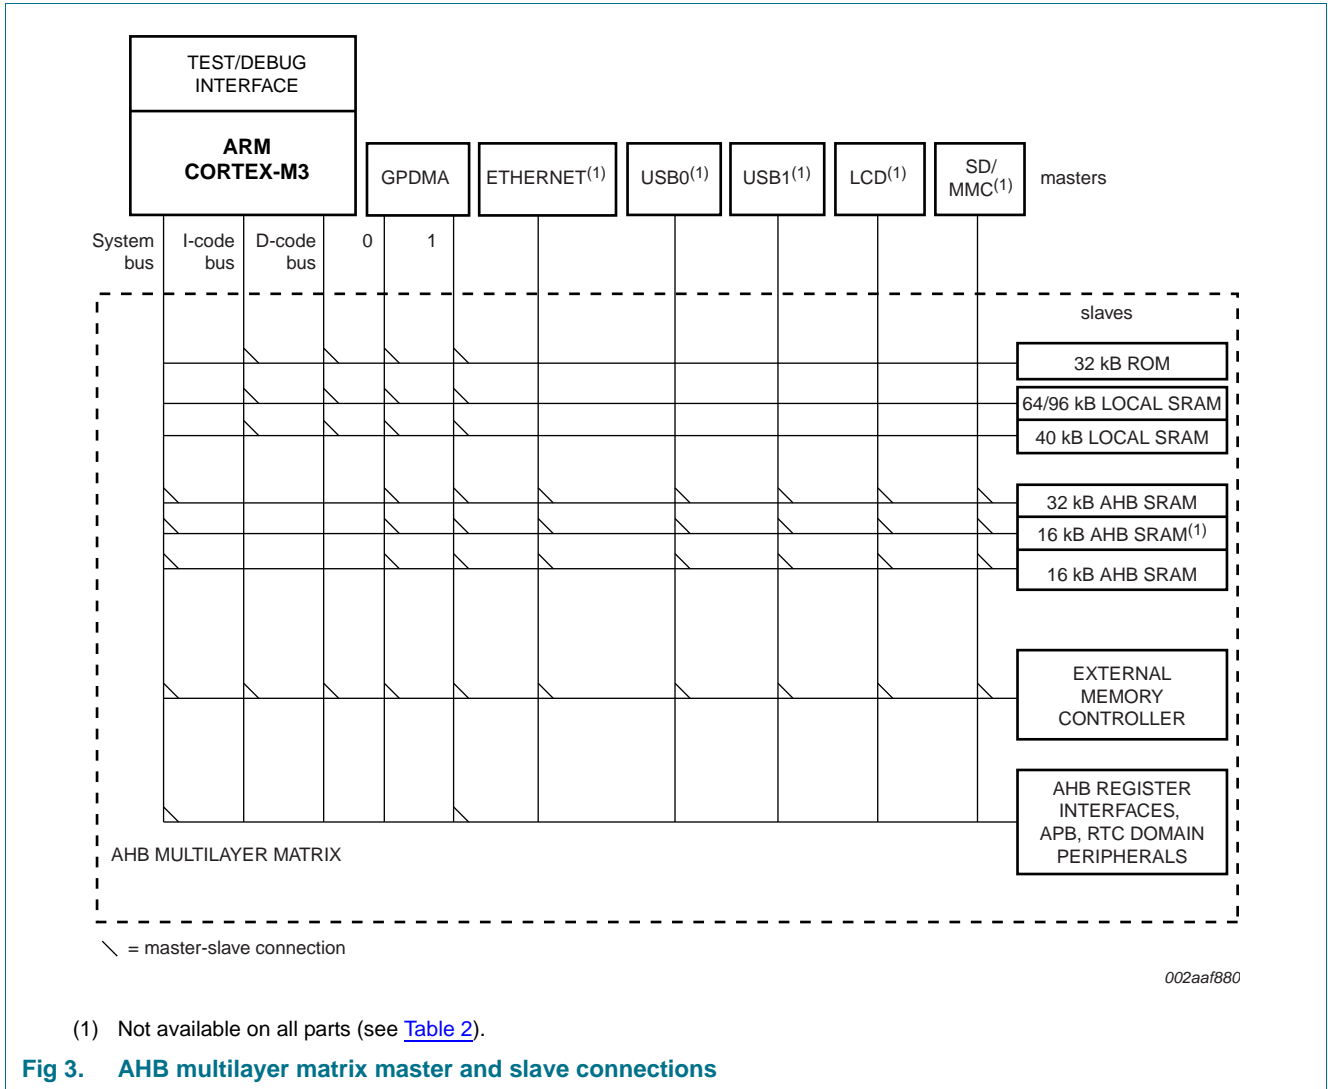 TEST/DEBUG
INTERFACE
ARM
CORTEX-M3
GPDMA
ETHERNET(1)
USB0(1)
USB1(1)
LCD(1)
SD/
MMC(1)
masters
System
bus
I-code
bus
D-code
bus
0
1
slaves
32 kB ROM
64/96 kB LOCAL SRAM
40 kB LOCAL SRAM
32 kB AHB SRAM
16 kB AHB SRAM(1)
16 kB AHB SRAM
EXTERNAL
MEMORY
CONTROLLER
AHB REGISTER
INTERFACES,
APB, RTC DOMAIN
PERIPHERALS
AHB MULTILAYER MATRIX
= master-slave connection
002aaf880
(1) Not available on all parts (see Table 2).
Fig 3. AHB multilayer matrix master and slave connections